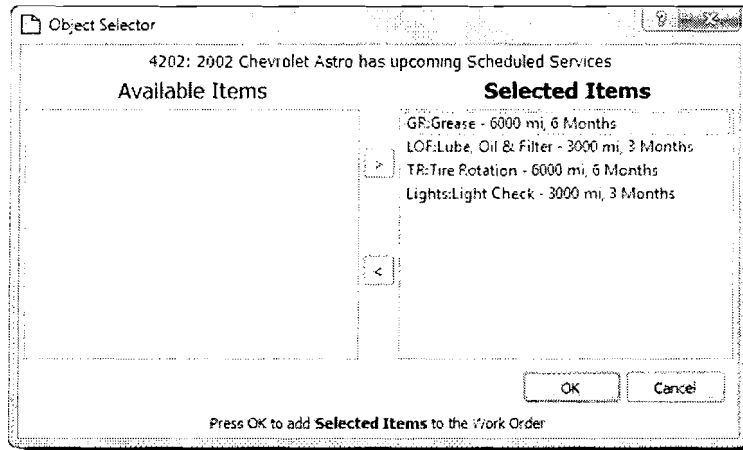 Object Selector
4202: 2002 Chevrolet Astro has upcoming Scheduled Services
Available Items
Selected Items
GR:Grease - 6000 mi, 6 Months
LOF:Lube, Oil & Filter - 3000 mi, 3 Months
TR:Tire Rotation - 6000 mi, 6 Months
Lights:Light Check - 3000 mi, 3 Months
>
<
OK
Cancel
Press OK to add Selected Items to the Work Order